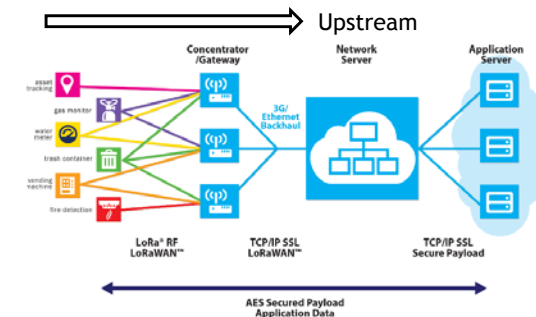 Upstream
Concentrator
/Gateway
Network
Server
Application
Server
asset
tracking
gas monitor
water
meter
trash container
vending
machine
fire detection
3G/
Ethernet
Backhaul
LoRa® RF
LoRaWAN™
TCP/IP SSL
LoRaWAN™
TCP/IP SSL
Secure Payload
AES Secured Payload
Application Data